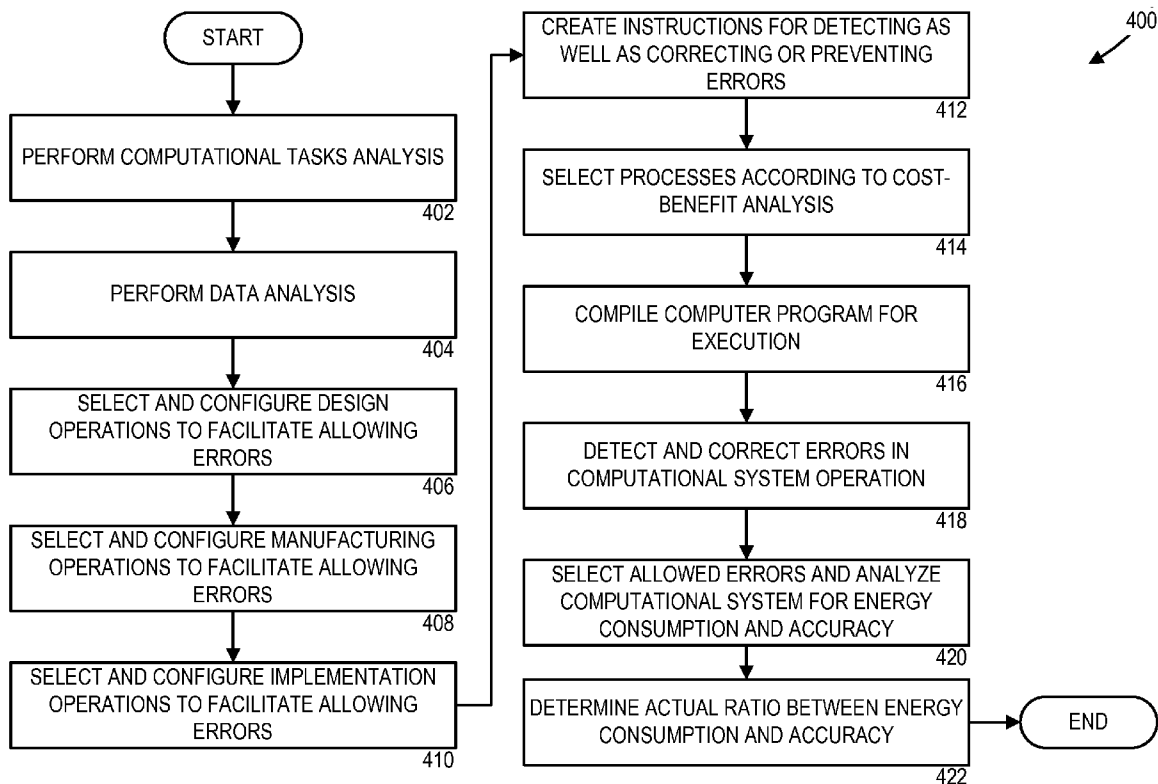 START
PERFORM COMPUTATIONAL TASKS ANALYSIS
402
PERFORM DATA ANALYSIS
404
SELECT AND CONFIGURE DESIGN
OPERATIONS TO FACILITATE ALLOWING
ERRORS
406
SELECT AND CONFIGURE MANUFACTURING
OPERATIONS TO FACILITATE ALLOWING
ERRORS
408
SELECT AND CONFIGURE IMPLEMENTATION
OPERATIONS TO FACILITATE ALLOWING
ERRORS
410
400
CREATE INSTRUCTIONS FOR DETECTING AS
WELL AS CORRECTING OR PREVENTING
ERRORS
412
SELECT PROCESSES ACCORDING TO COST-
BENEFIT ANALYSIS
414
COMPILE COMPUTER PROGRAM FOR
EXECUTION
416
DETECT AND CORRECT ERRORS IN
COMPUTATIONAL SYSTEM OPERATION
418
SELECT ALLOWED ERRORS AND ANALYZE
COMPUTATIONAL SYSTEM FOR ENERGY
CONSUMPTION AND ACCURACY
420
DETERMINE ACTUAL RATIO BETWEEN ENERGY
CONSUMPTION AND ACCURACY
422
END